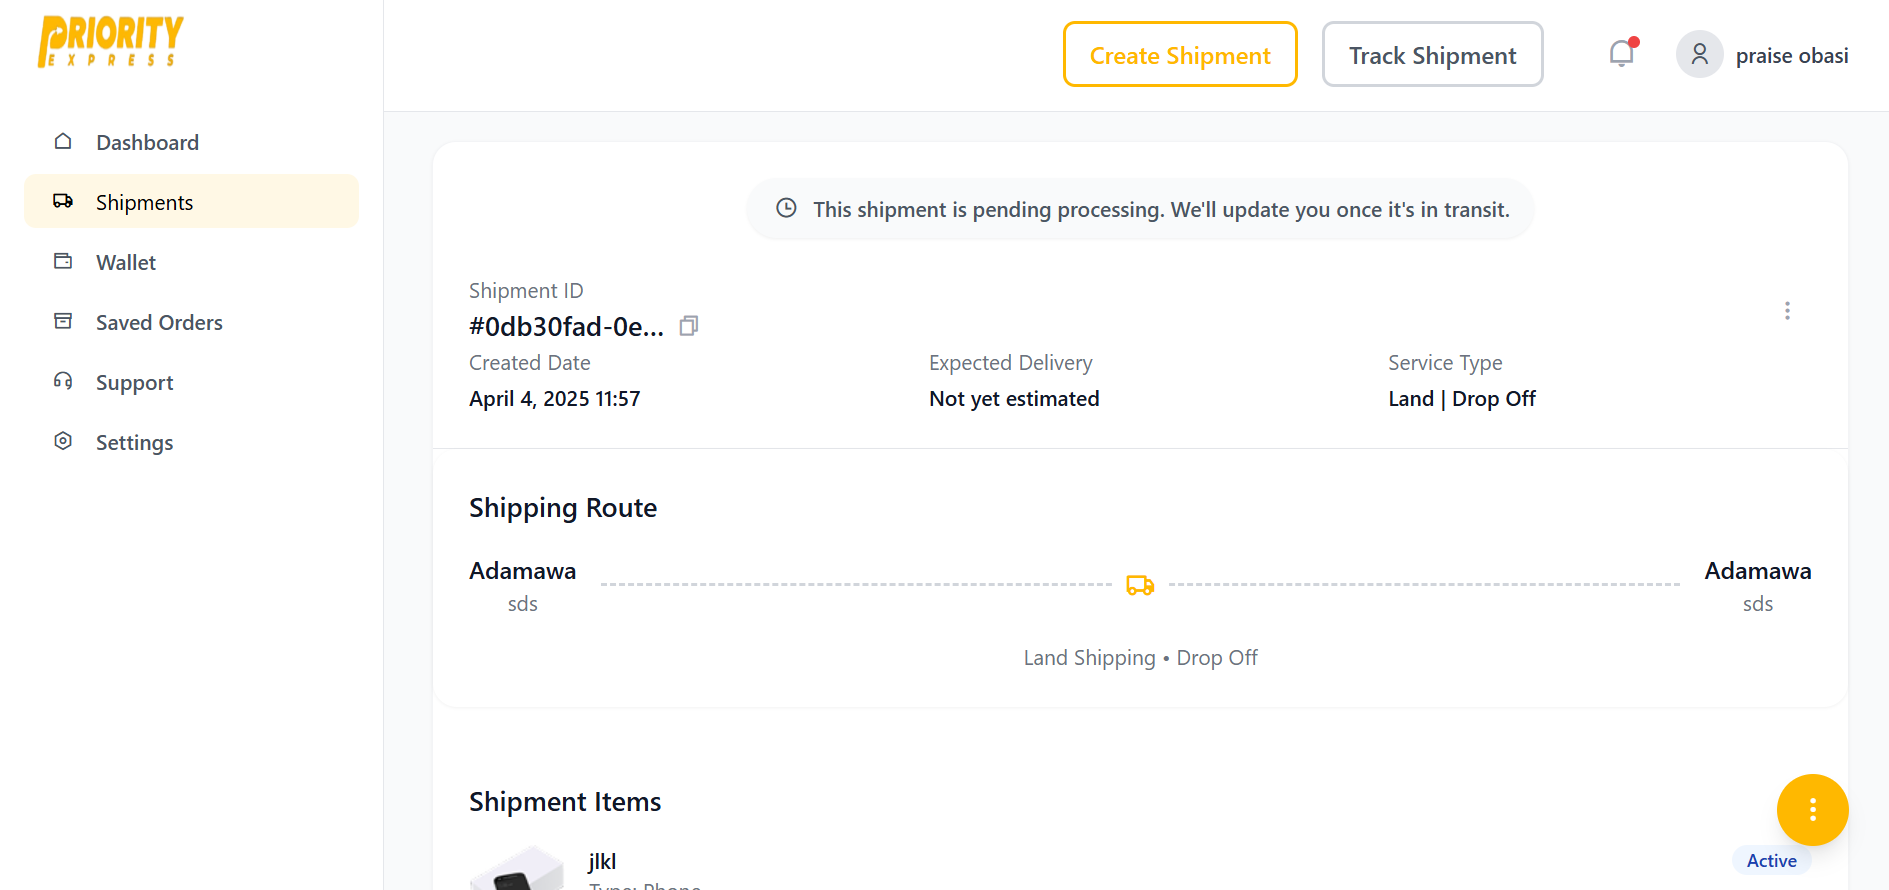 PRIORITY
EXPRESS
Create Shipment
Track Shipment
praise obasi
Dashboard
Shipments
Wallet
Saved Orders
Support
Settings
This shipment is pending processing. We'll update you once it's in transit.
Shipment ID
#0db30fad-0e...
Created Date
April 4, 2025 11:57
Expected Delivery
Not yet estimated
Service Type
Land | Drop Off
Shipping Route
Adamawa
sds
Adamawa
sds
Land Shipping • Drop Off
Shipment Items
jlkl
Type: Phone
Active